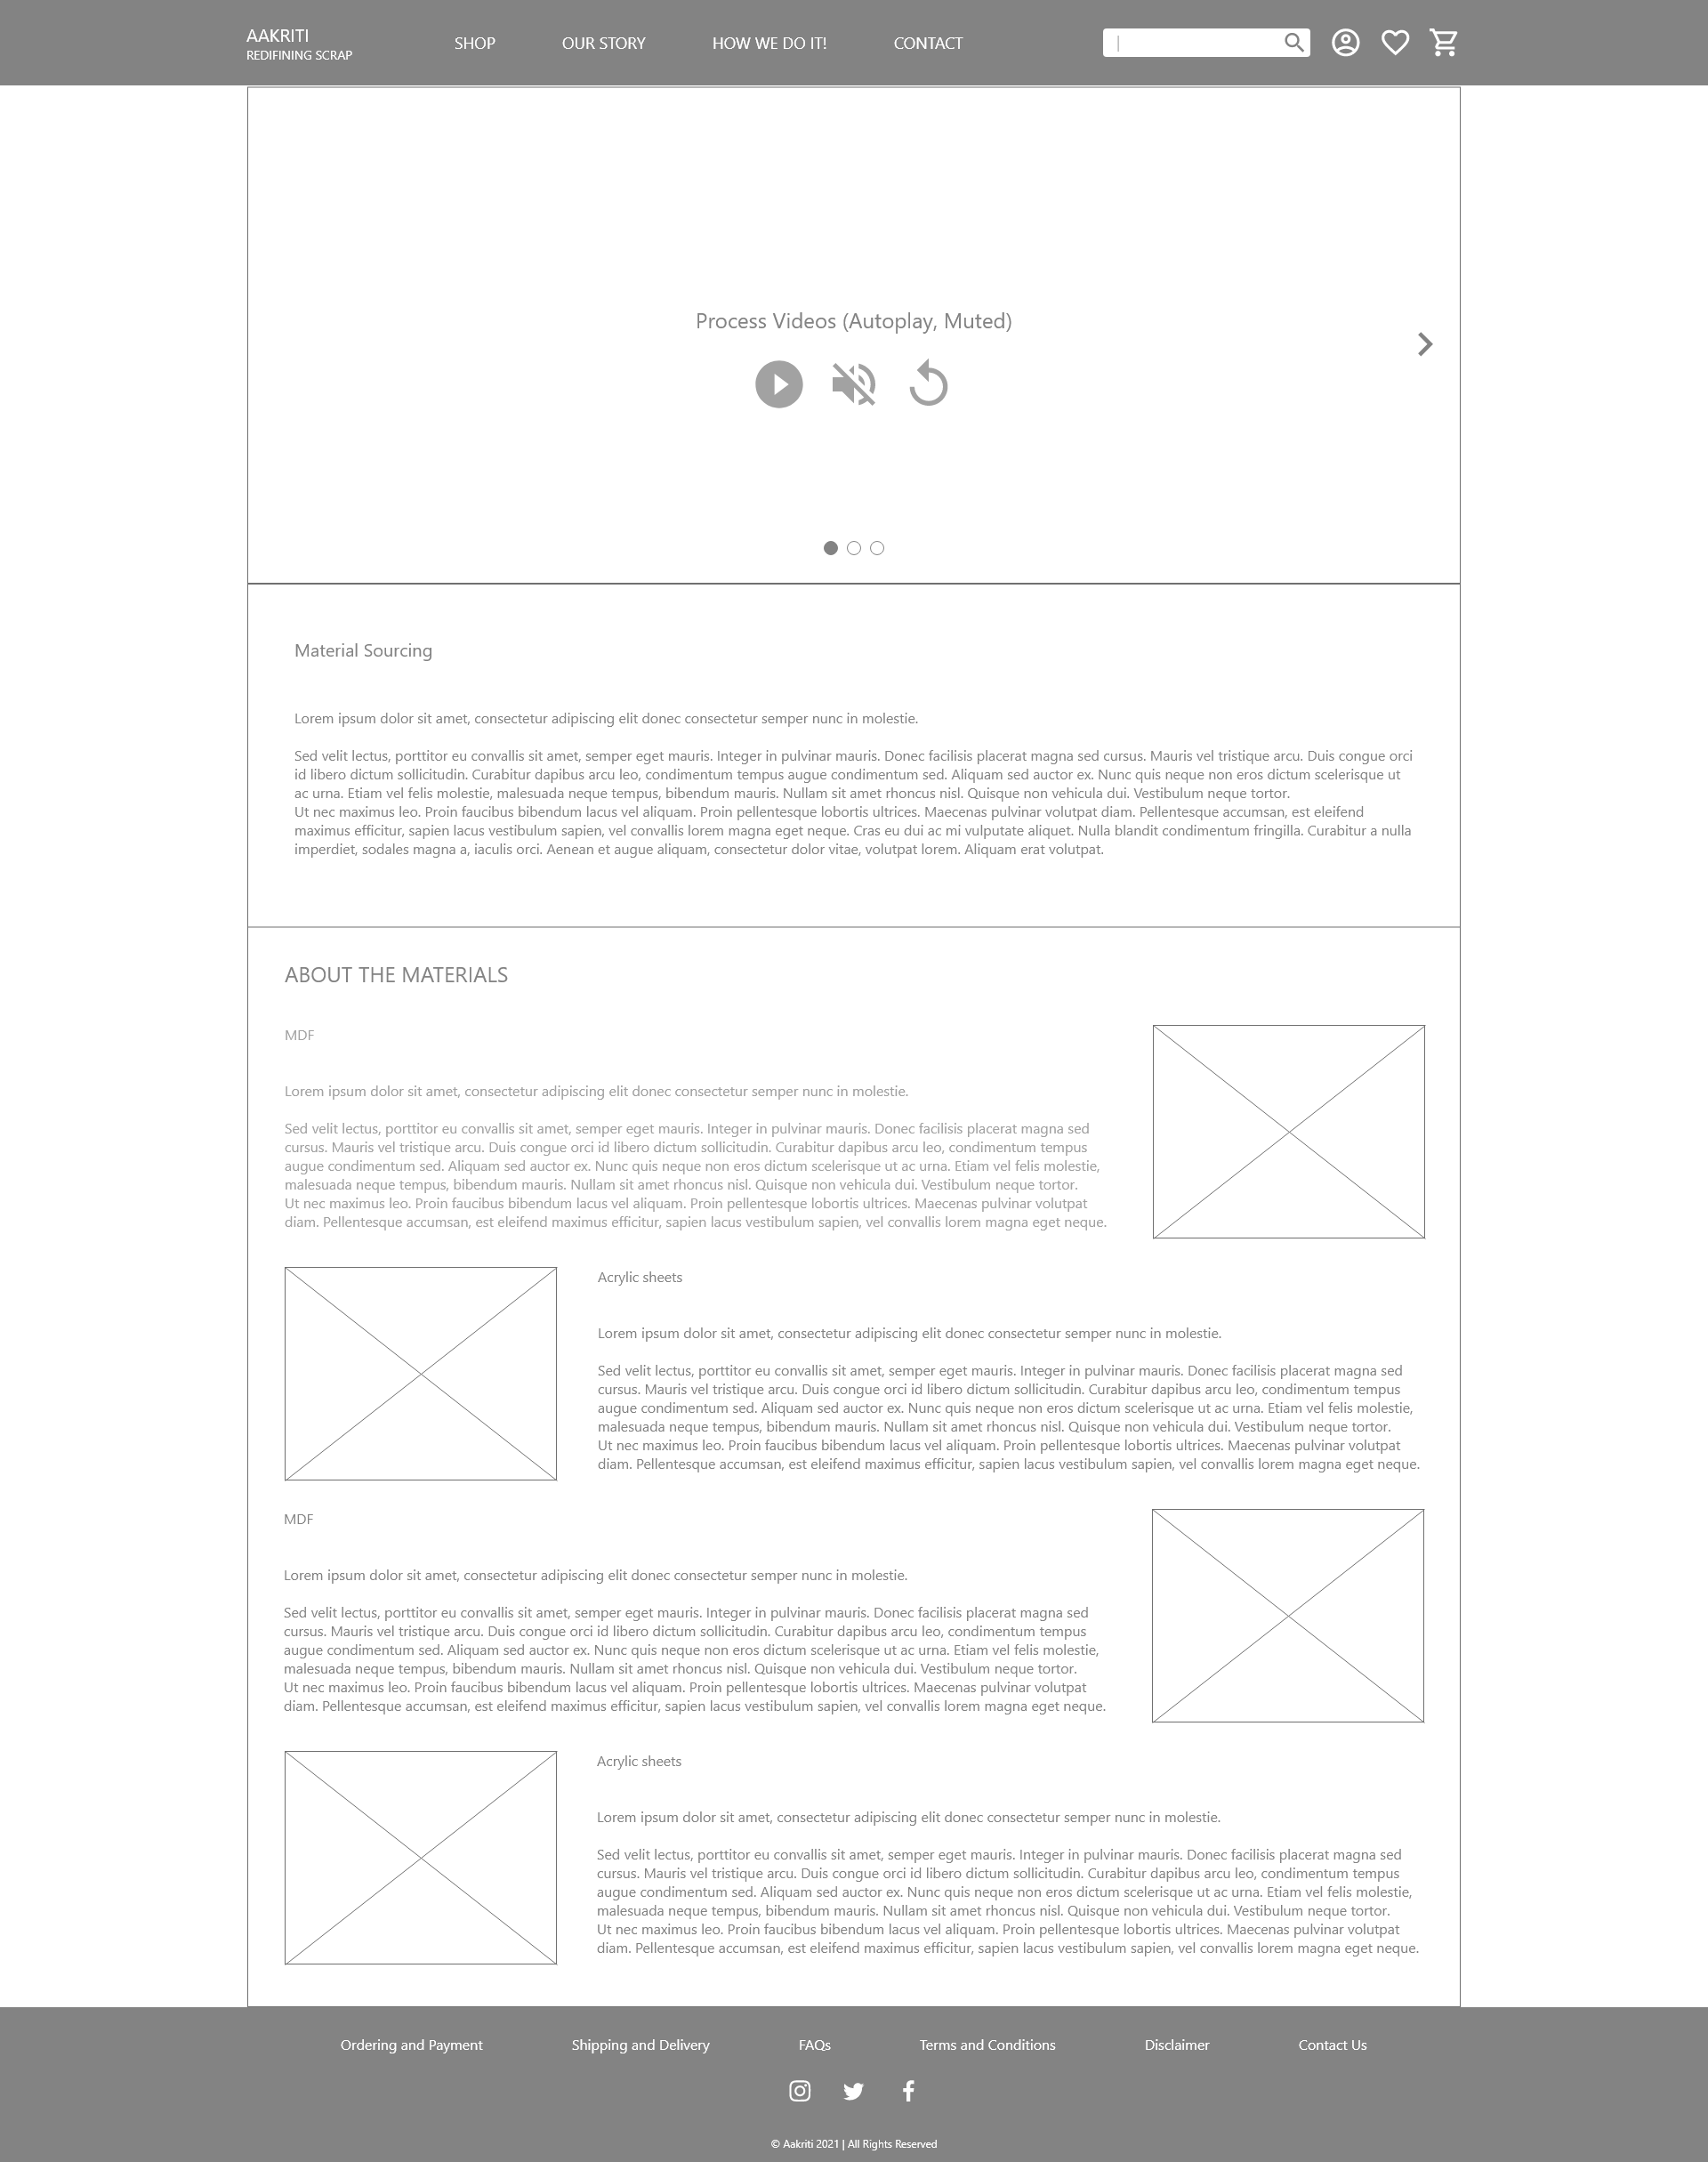 AAKRITI
REDIFINING SCRAP
SHOP
OUR STORY
HOW WE DO IT!
CONTACT
Process Videos (Autoplay, Muted)
Material Sourcing
Lorem ipsum dolor sit amet, consectetur adipiscing elit donec consectetur semper nunc in molestie.
Sed velit lectus, porttitor eu convallis sit amet, semper eget mauris. Integer in pulvinar mauris. Donec facilisis placerat magna sed cursus. Mauris vel tristique arcu. Duis congue orci
id libero dictum sollicitudin. Curabitur dapibus arcu leo, condimentum tempus augue condimentum sed. Aliquam sed auctor ex. Nunc quis neque non eros dictum scelerisque ut
ac urna. Etiam vel felis molestie, malesuada neque tempus, bibendum mauris. Nullam sit amet rhoncus nisl. Quisque non vehicula dui. Vestibulum neque tortor.
Ut nec maximus leo. Proin faucibus bibendum lacus vel aliquam. Proin pellentesque lobortis ultrices. Maecenas pulvinar volutpat diam. Pellentesque accumsan, est eleifend
maximus efficitur, sapien lacus vestibulum sapien, vel convallis lorem magna eget neque. Cras eu dui ac mi vulputate aliquet. Nulla blandit condimentum fringilla. Curabitur a nulla
imperdiet, sodales magna a, iaculis orci. Aenean et augue aliquam, consectetur dolor vitae, volutpat lorem. Aliquam erat volutpat.
ABOUT THE MATERIALS
MDF
Lorem ipsum dolor sit amet, consectetur adipiscing elit donec consectetur semper nunc in molestie.
Sed velit lectus, porttitor eu convallis sit amet, semper eget mauris. Integer in pulvinar mauris. Donec facilisis placerat magna sed
cursus. Mauris vel tristique arcu. Duis congue orci id libero dictum sollicitudin. Curabitur dapibus arcu leo, condimentum tempus
augue condimentum sed. Aliquam sed auctor ex. Nunc quis neque non eros dictum scelerisque ut ac urna. Etiam vel felis molestie,
malesuada neque tempus, bibendum mauris. Nullam sit amet rhoncus nisl. Quisque non vehicula dui. Vestibulum neque tortor.
Ut nec maximus leo. Proin faucibus bibendum lacus vel aliquam. Proin pellentesque lobortis ultrices. Maecenas pulvinar volutpat
diam. Pellentesque accumsan, est eleifend maximus efficitur, sapien lacus vestibulum sapien, vel convallis lorem magna eget neque.
Acrylic sheets
Lorem ipsum dolor sit amet, consectetur adipiscing elit donec consectetur semper nunc in molestie.
Sed velit lectus, porttitor eu convallis sit amet, semper eget mauris. Integer in pulvinar mauris. Donec facilisis placerat magna sed
cursus. Mauris vel tristique arcu. Duis congue orci id libero dictum sollicitudin. Curabitur dapibus arcu leo, condimentum tempus
augue condimentum sed. Aliquam sed auctor ex. Nunc quis neque non eros dictum scelerisque ut ac urna. Etiam vel felis molestie,
malesuada neque tempus, bibendum mauris. Nullam sit amet rhoncus nisl. Quisque non vehicula dui. Vestibulum neque tortor.
Ut nec maximus leo. Proin faucibus bibendum lacus vel aliquam. Proin pellentesque lobortis ultrices. Maecenas pulvinar volutpat
diam. Pellentesque accumsan, est eleifend maximus efficitur, sapien lacus vestibulum sapien, vel convallis lorem magna eget neque.
MDF
Lorem ipsum dolor sit amet, consectetur adipiscing elit donec consectetur semper nunc in molestie.
Sed velit lectus, porttitor eu convallis sit amet, semper eget mauris. Integer in pulvinar mauris. Donec facilisis placerat magna sed
cursus. Mauris vel tristique arcu. Duis congue orci id libero dictum sollicitudin. Curabitur dapibus arcu leo, condimentum tempus
augue condimentum sed. Aliquam sed auctor ex. Nunc quis neque non eros dictum scelerisque ut ac urna. Etiam vel felis molestie,
malesuada neque tempus, bibendum mauris. Nullam sit amet rhoncus nisl. Quisque non vehicula dui. Vestibulum neque tortor.
Ut nec maximus leo. Proin faucibus bibendum lacus vel aliquam. Proin pellentesque lobortis ultrices. Maecenas pulvinar volutpat
diam. Pellentesque accumsan, est eleifend maximus efficitur, sapien lacus vestibulum sapien, vel convallis lorem magna eget neque.
Acrylic sheets
Lorem ipsum dolor sit amet, consectetur adipiscing elit donec consectetur semper nunc in molestie.
Sed velit lectus, porttitor eu convallis sit amet, semper eget mauris. Integer in pulvinar mauris. Donec facilisis placerat magna sed
cursus. Mauris vel tristique arcu. Duis congue orci id libero dictum sollicitudin. Curabitur dapibus arcu leo, condimentum tempus
augue condimentum sed. Aliquam sed auctor ex. Nunc quis neque non eros dictum scelerisque ut ac urna. Etiam vel felis molestie,
malesuada neque tempus, bibendum mauris. Nullam sit amet rhoncus nisl. Quisque non vehicula dui. Vestibulum neque tortor.
Ut nec maximus leo. Proin faucibus bibendum lacus vel aliquam. Proin pellentesque lobortis ultrices. Maecenas pulvinar volutpat
diam. Pellentesque accumsan, est eleifend maximus efficitur, sapien lacus vestibulum sapien, vel convallis lorem magna eget neque.
Ordering and Payment
Shipping and Delivery
FAQs
Terms and Conditions
Disclaimer
Contact Us
© Aakriti 2021 | All Rights Reserved